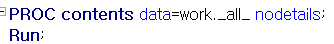 PROC contents data=work._all_ nodetails;
Run;